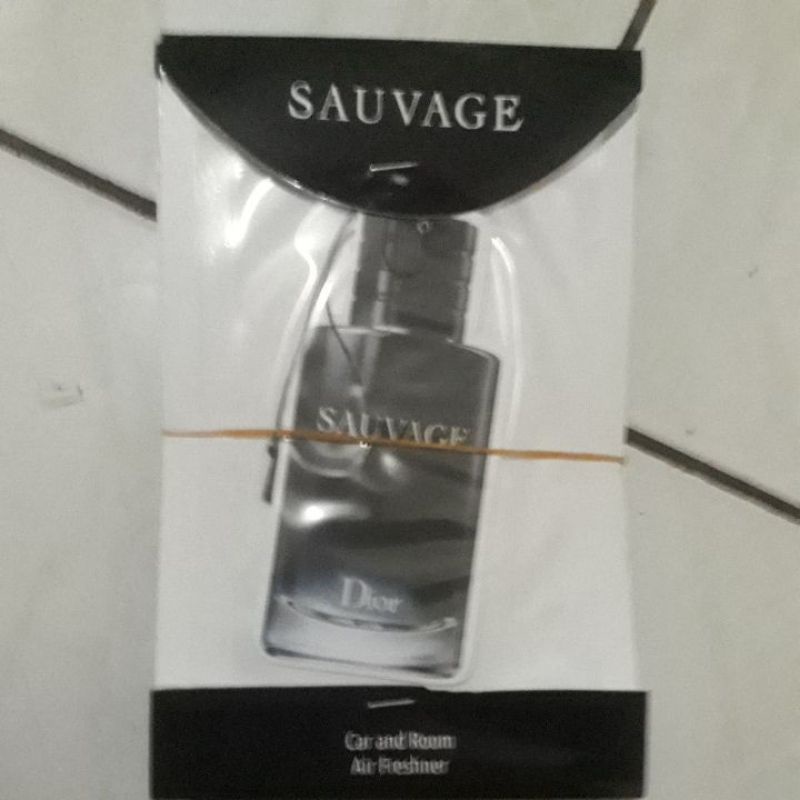 SAUVAGE
SAUVAGE
Dior
Car and Room
Air Freshner